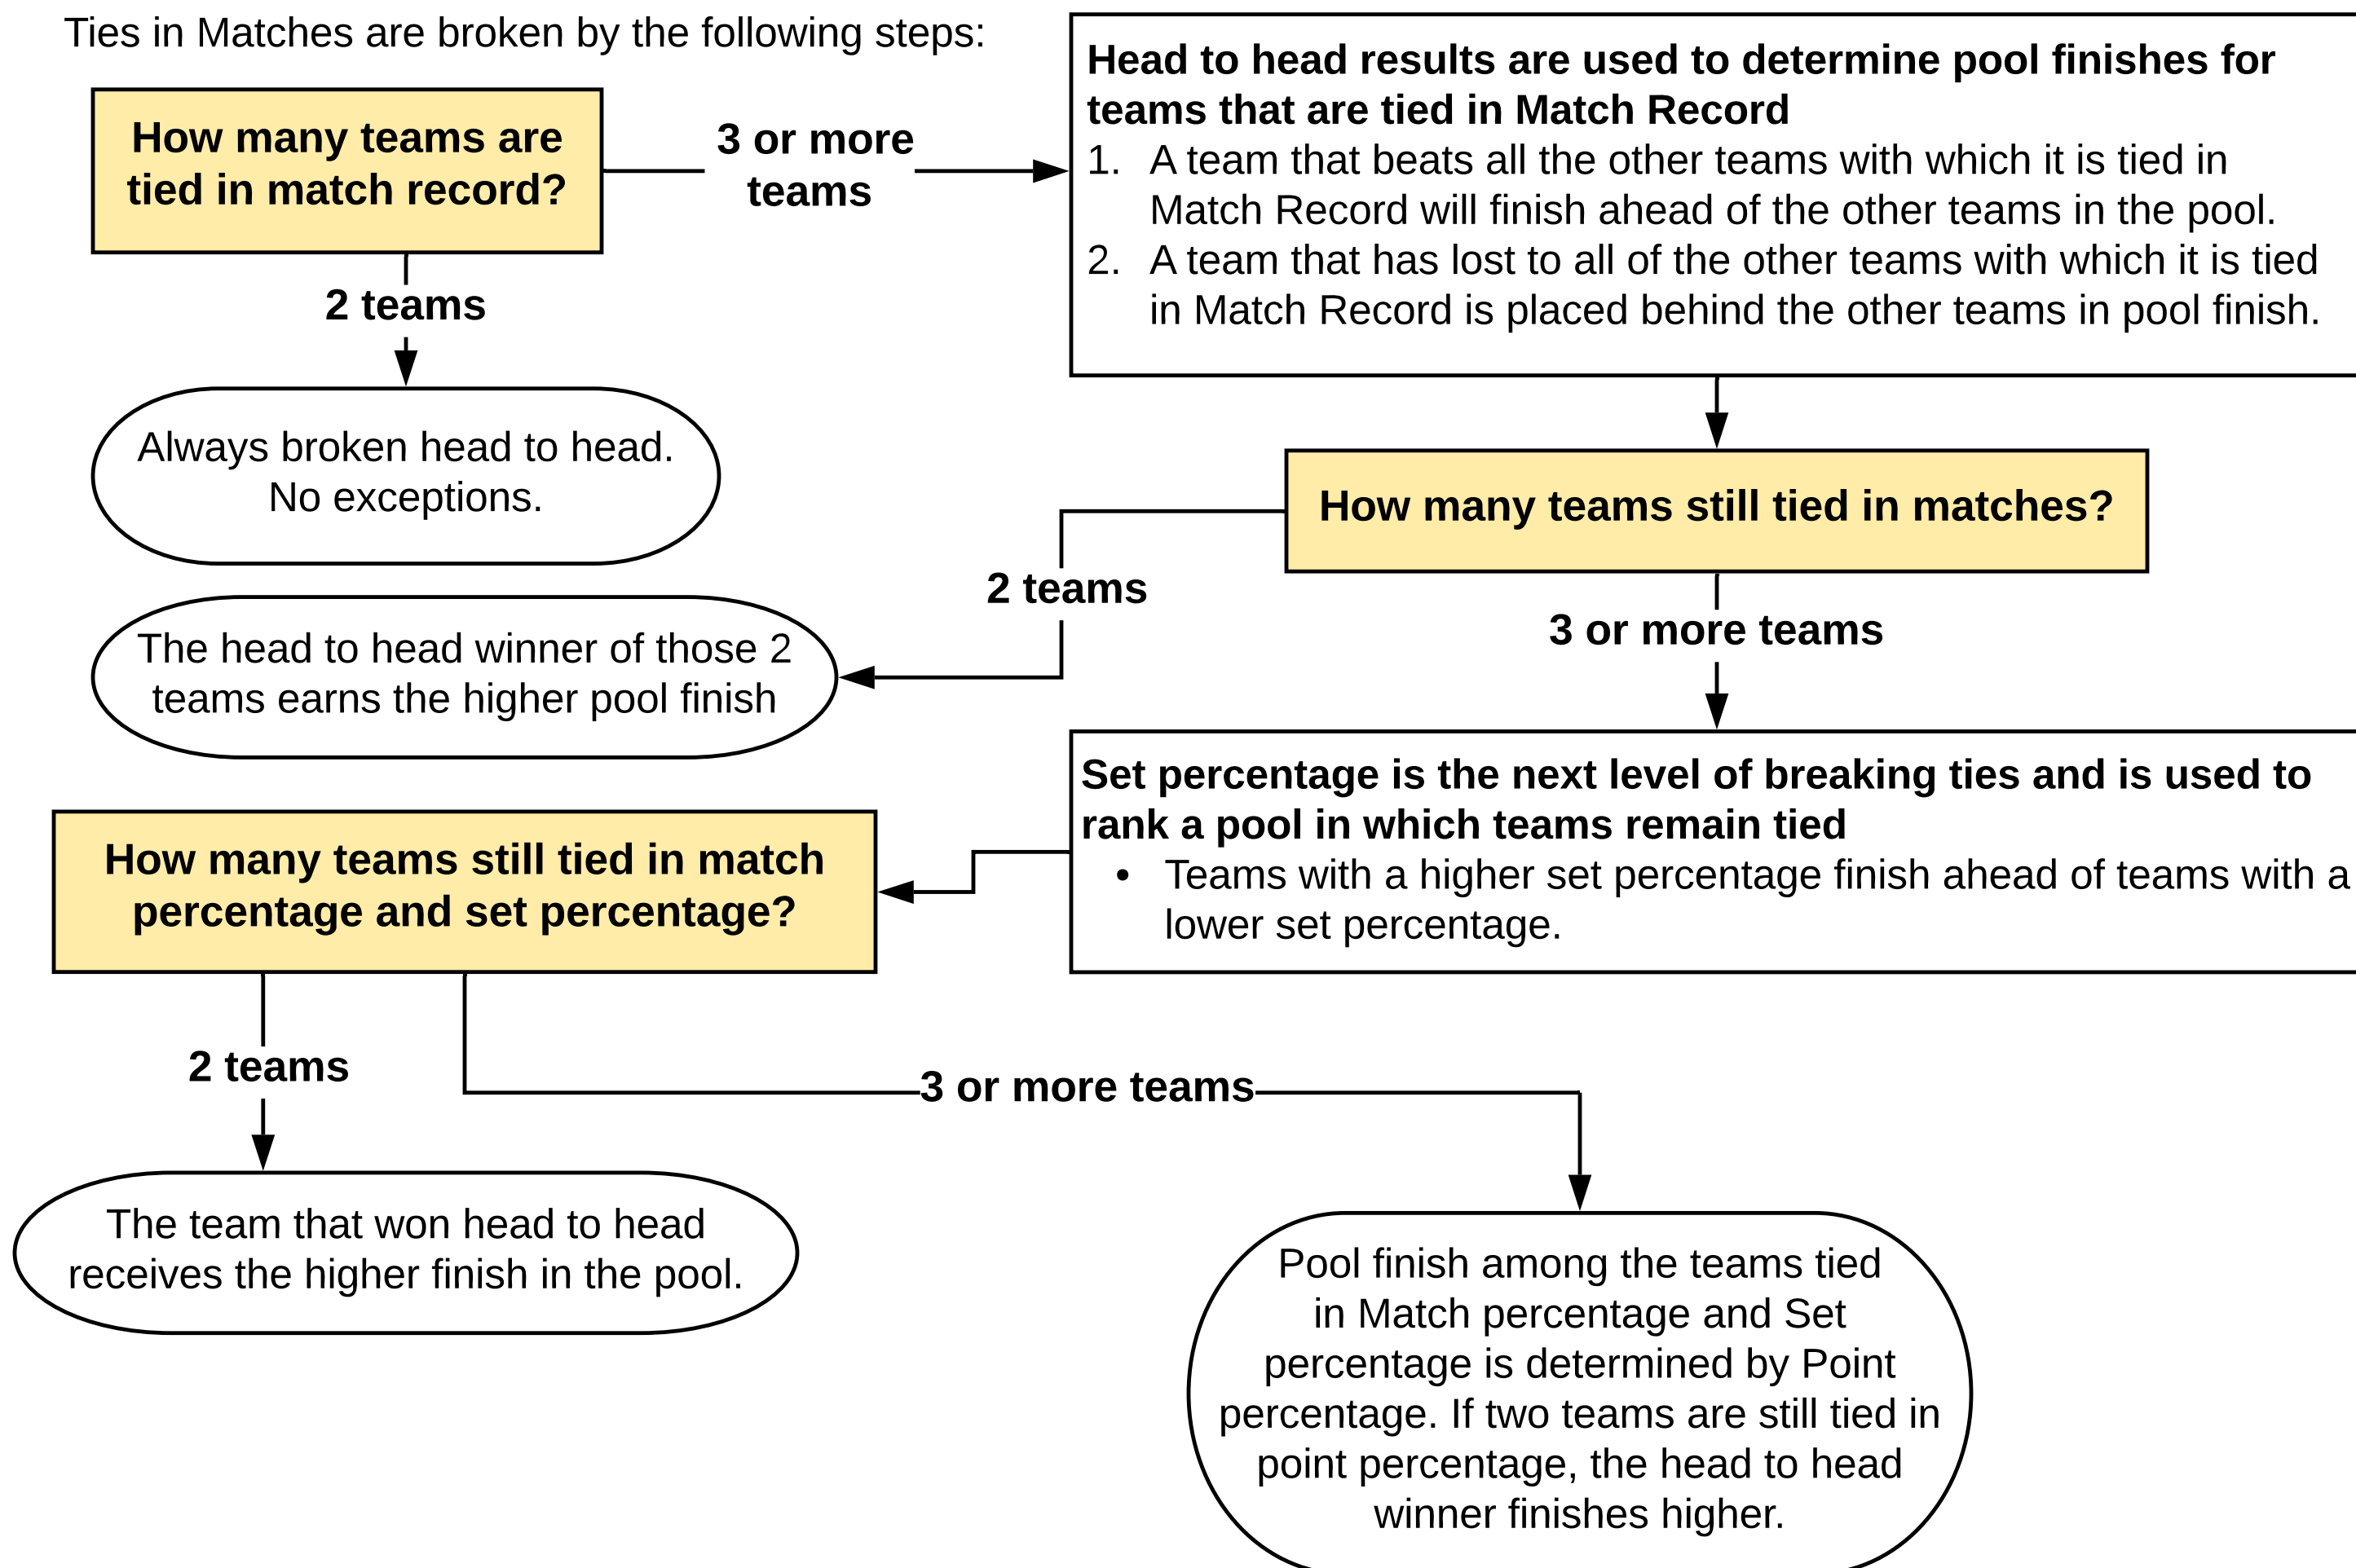 Ties in Matches are broken by the following steps:
How many teams are
tied in match record?
3 or more
teams
Head to head results are used to determine pool finishes for
teams that are tied in Match Record
1. A team that beats all the other teams with which it is tied in
Match Record will finish ahead of the other teams in the pool.
2. A team that has lost to all of the other teams with which it is tied
in Match Record is placed behind the other teams in pool finish.
2 teams
Always broken head to head.
No exceptions.
How many teams still tied in matches?
2 teams
The head to head winner of those 2
teams earns the higher pool finish
3 or more teams
Set percentage is the next level of breaking ties and is used to
rank a pool in which teams remain tied
• Teams with a higher set percentage finish ahead of teams with a
lower set percentage.
How many teams still tied in match
percentage and set percentage?
2 teams
The team that won head to head
receives the higher finish in the pool.
3 or more teams
Pool finish among the teams tied
in Match percentage and Set
percentage is determined by Point
percentage. If two teams are still tied in
point percentage, the head to head
winner finishes higher.